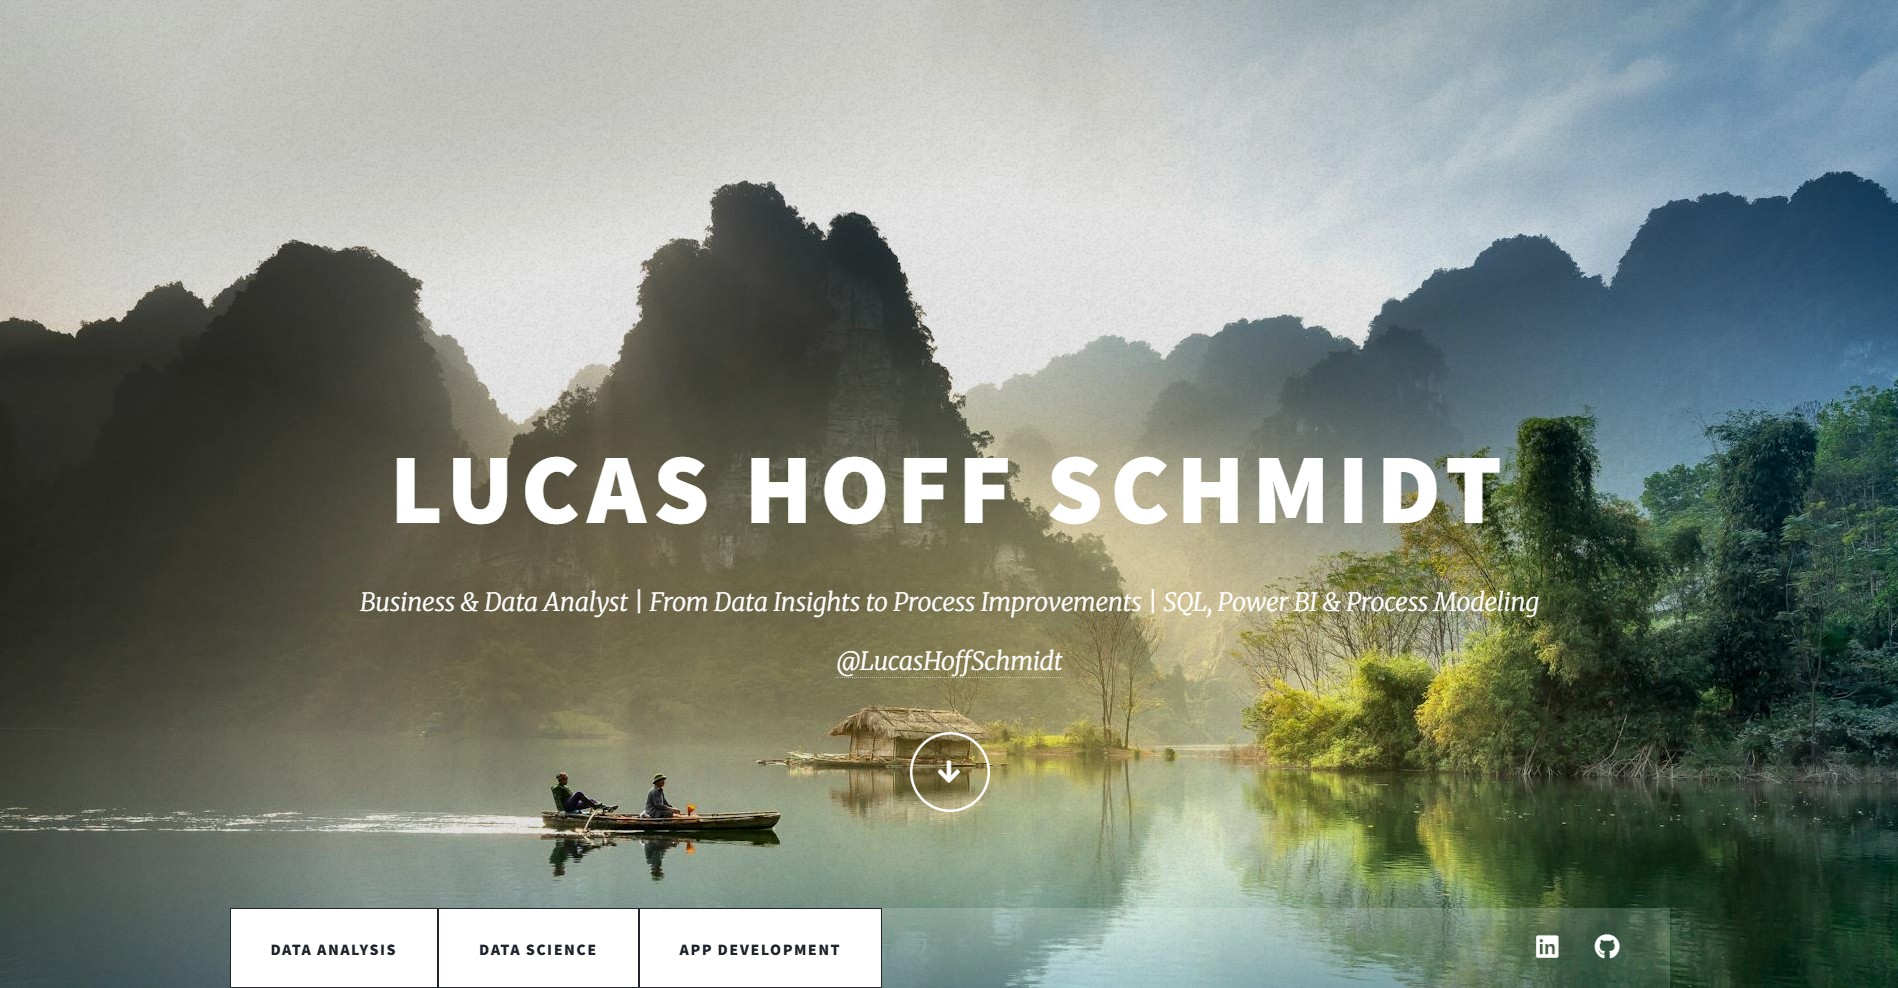 LUCAS HOFF SCHMIDT
Business & Data Analyst | From Data Insights to Process Improvements | SQL, Power BI & Process Modeling
@LucasHoffSchmidt
DATA ANALYSIS
DATA SCIENCE
APP DEVELOPMENT
in